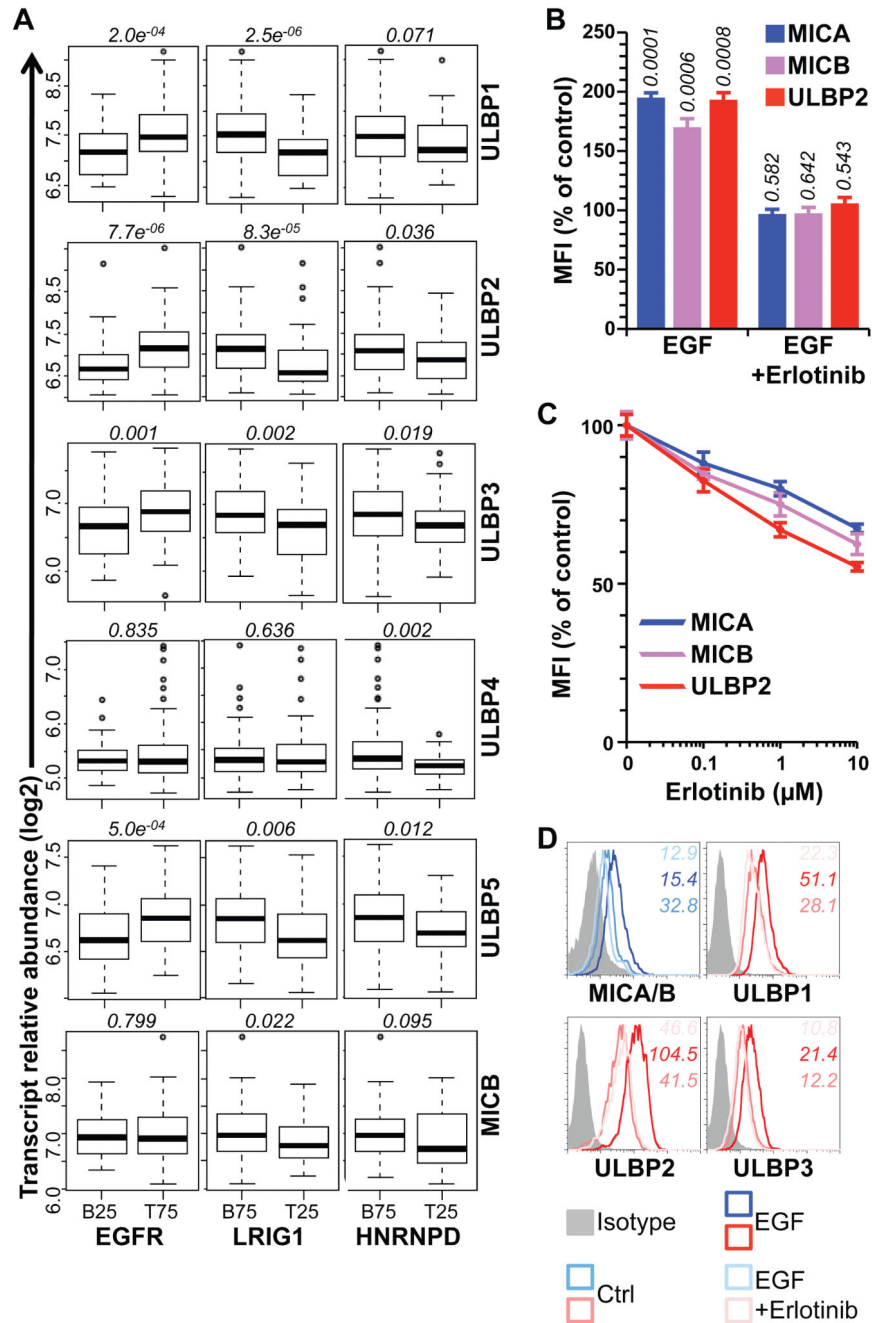 A
Transcript relative abundance (log2)
2.0e-04
2.5e-06
0.071
8.5
7.5
6.5
ULBP1
7.7e-06
8.3e-05
0.036
8.5
7.5
6.5
ULBP2
0.001
0.002
0.019
7.0
6.0
ULBP3
0.835
0.636
0.002
7.0
6.0
5.0
ULBP4
5.0e-04
0.006
0.012
7.5
7.0
6.5
ULBP5
0.799
0.022
0.095
8.0
7.0
6.0
MICB
B25 T75 B75 T25 B75 T25
EGFR LRIG1 HNRNPD
B
MFI (% of control)
250
200
150
100
50
0
0.0001
0.0006
0.0008
0.582
0.642
0.543
MICA
MICB
ULBP2
EGF
EGF
+Erlotinib
C
MFI (% of control)
100
50
0
MICA
MICB
ULBP2
0 0.1 1 10
Erlotinib (μM)
D
12.9
15.4
32.8
MICA/B
22.3
51.1
28.1
ULBP1
46.6
104.5
41.5
ULBP2
10.8
21.4
12.2
ULBP3
Isotype
EGF
Ctrl
EGF
+Erlotinib